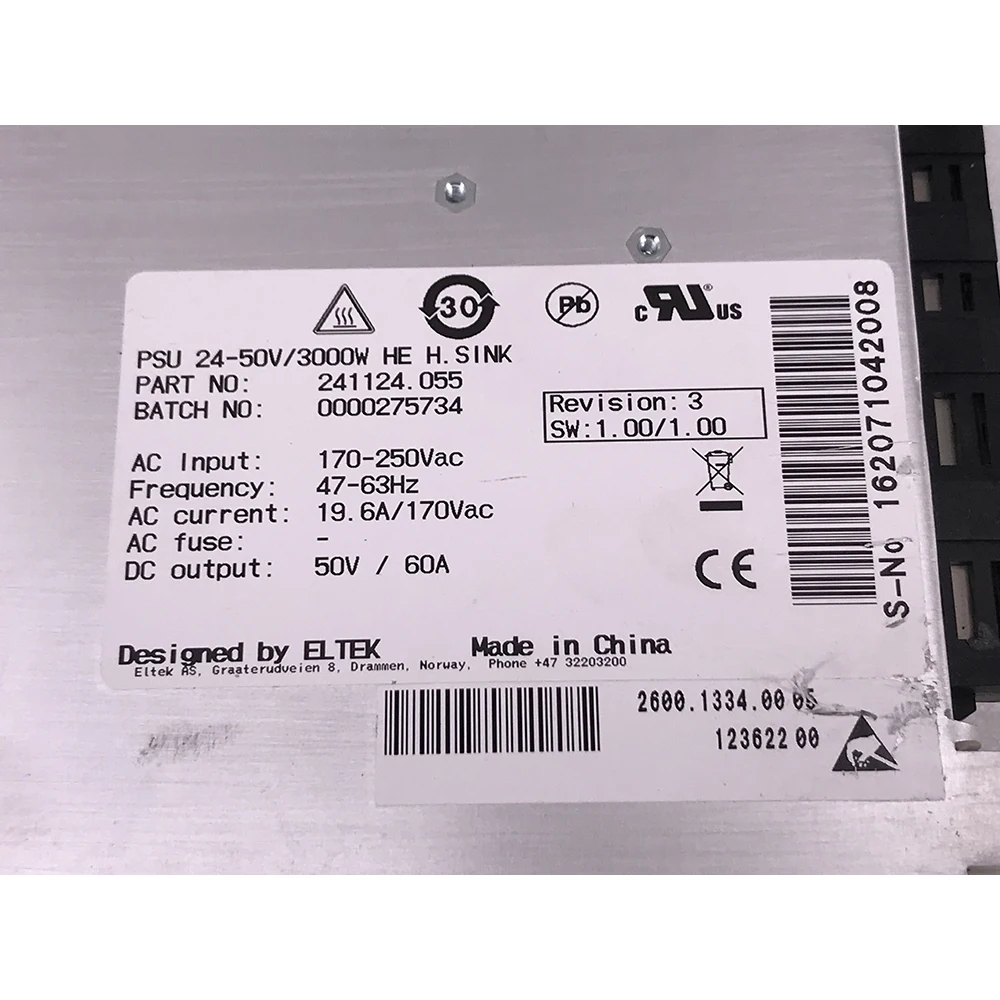 30
Pb
c RU ® US
PSU 24-50V/3000W HE H.SINK
PART NO: 241124.055
BATCH NO: 0000275734
Revision: 3
SW:1.00/1.00
AC Input: 170-250Vac
Frequency: 47-63Hz
AC current: 19.6A/170Vac
AC fuse: -
DC output: 50V / 60A
CE
S-No 162071042008
Designed by ELTEK Made in China
Eltek AS, Graaterudveien 8, Drammen, Norway, Phone +47 32203200
2600.1334.00 05
123622 00